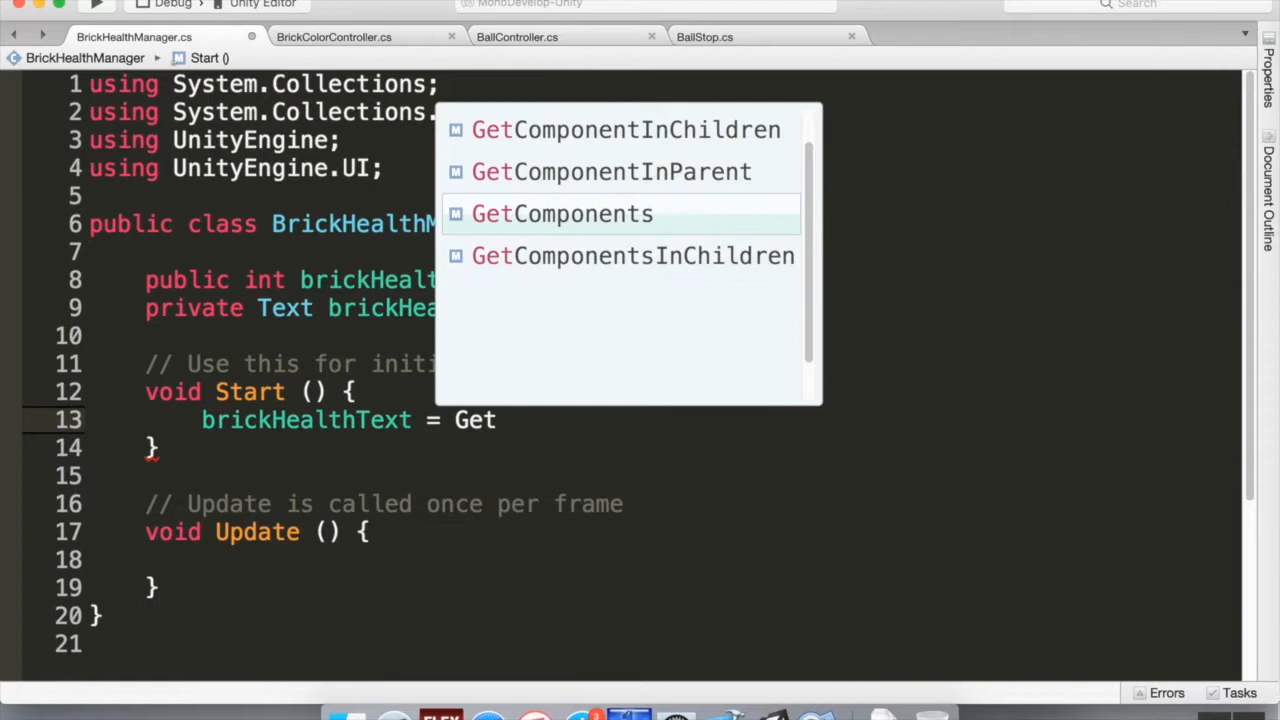 Debug
Unity Editor
MonoDevelop-Unity
Search
BrickHealthManager.cs
BrickColorController.cs
BallController.cs
BallStop.cs
BrickHealthManager
Start ()
1 using System.Collections;
2 using System.Collections.
3 using UnityEngine;
4 using UnityEngine.UI;
5
6 public class BrickHealthM
7
8 public int brickHealt
9 private Text brickHea
10
11 // Use this for initi
12 void Start () {
13 brickHealthText = Get
14 }
15
16 // Update is called once per frame
17 void Update () {
18
19 }
20 }
21
GetComponentInChildren
GetComponentInParent
GetComponents
GetComponentsInChildren
Properties
Document Outline
Errors
Tasks
FLEX
3